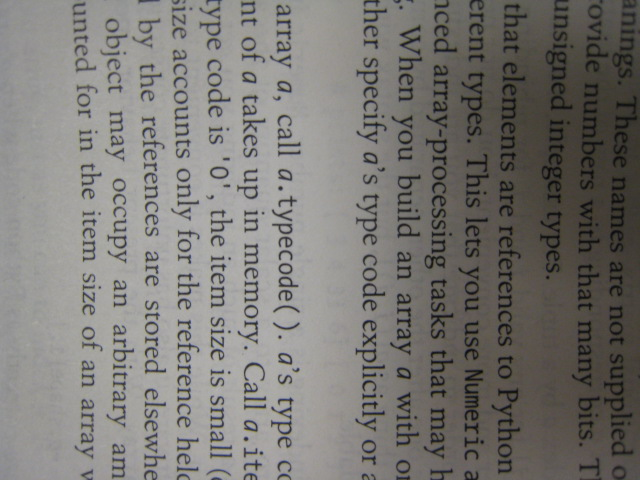 anings. These names are not supplied o
rovide numbers with that many bits. Th
unsigned integer types.
that elements are references to Python
erent types. This lets you use Numeric a
nced array-processing tasks that may h
g. When you build an array a with on
ther specify a's type code explicitly or a
array a, call a.typecode(). a's type co
nt of a takes up in memory. Call a.ite
type code is 'O', the item size is small (
size accounts only for the reference held
by the references are stored elsewhe
object may occupy an arbitrary am
unted for in the item size of an array w